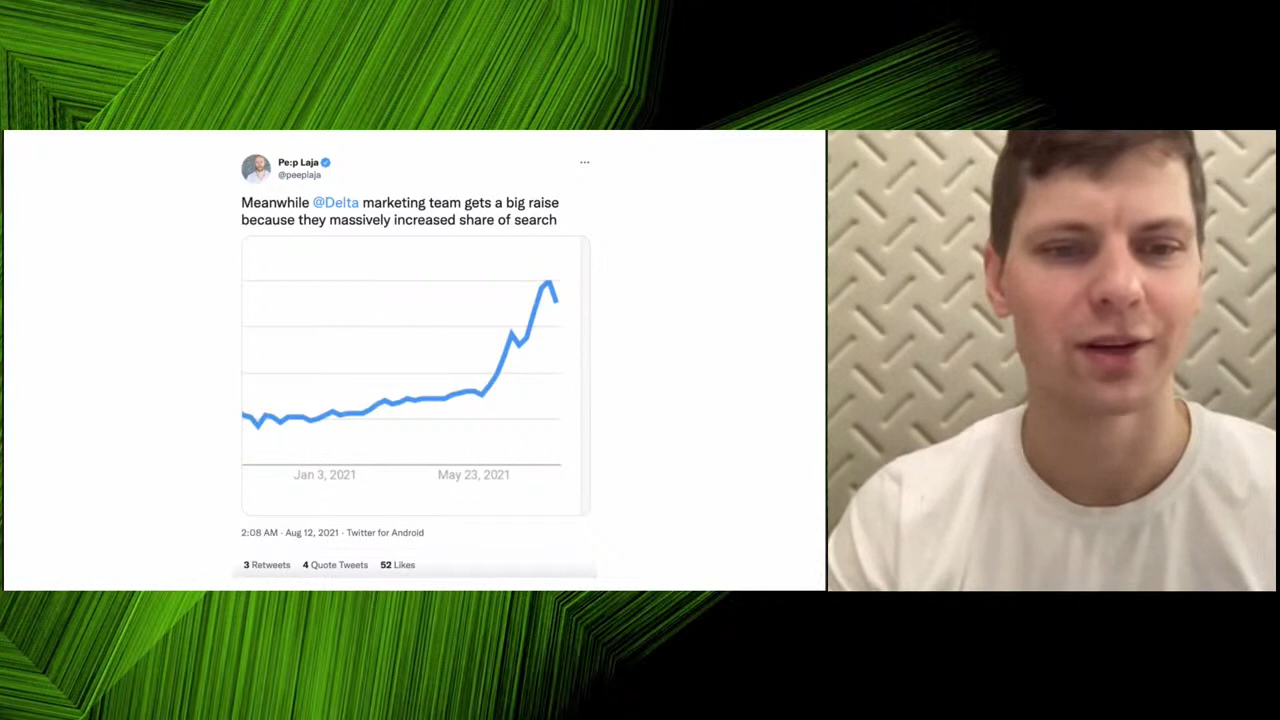 Pe:p Laja
@peeplaja
Meanwhile @Delta marketing team gets a big raise
because they massively increased share of search
Jan 3, 2021
May 23, 2021
2:08 AM · Aug 12, 2021 · Twitter for Android
3 Retweets 4 Quote Tweets 52 Likes